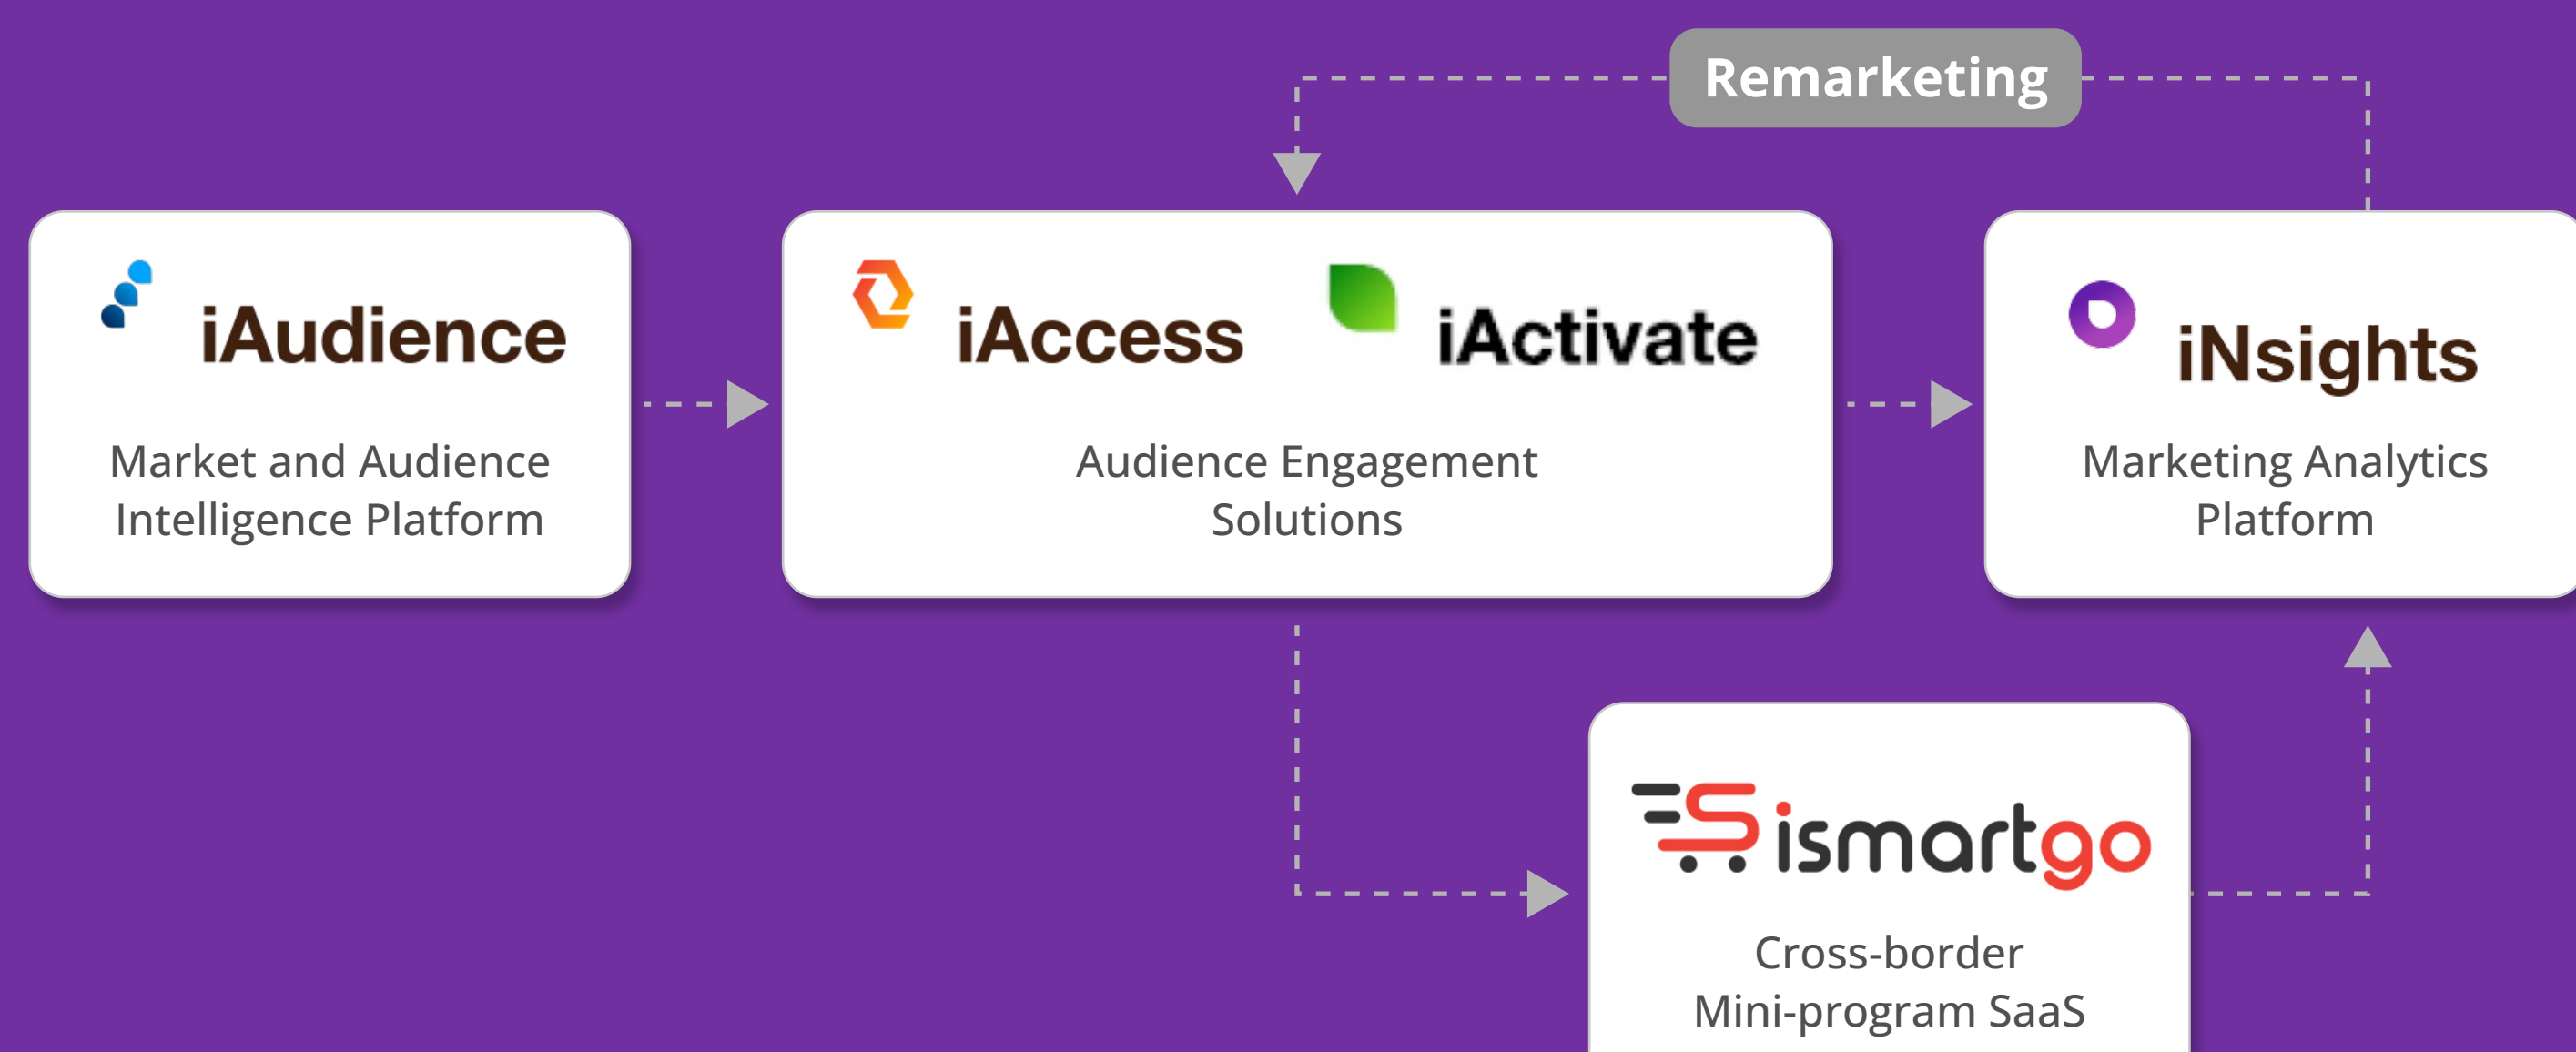 Remarketing
iAudience
Market and Audience
Intelligence Platform
iAccess
iActivate
Audience Engagement
Solutions
iNsights
Marketing Analytics
Platform
ismartgo
Cross-border
Mini-program SaaS